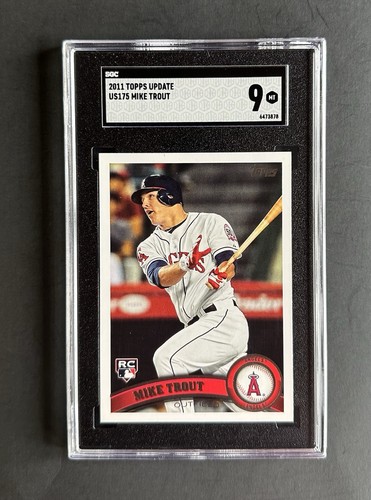 SGC
2011 TOPPS UPDATE
US175 MIKE TROUT
9
MT
6473878
Topps
RC
MIKE TROUT
OUTFIELD
A